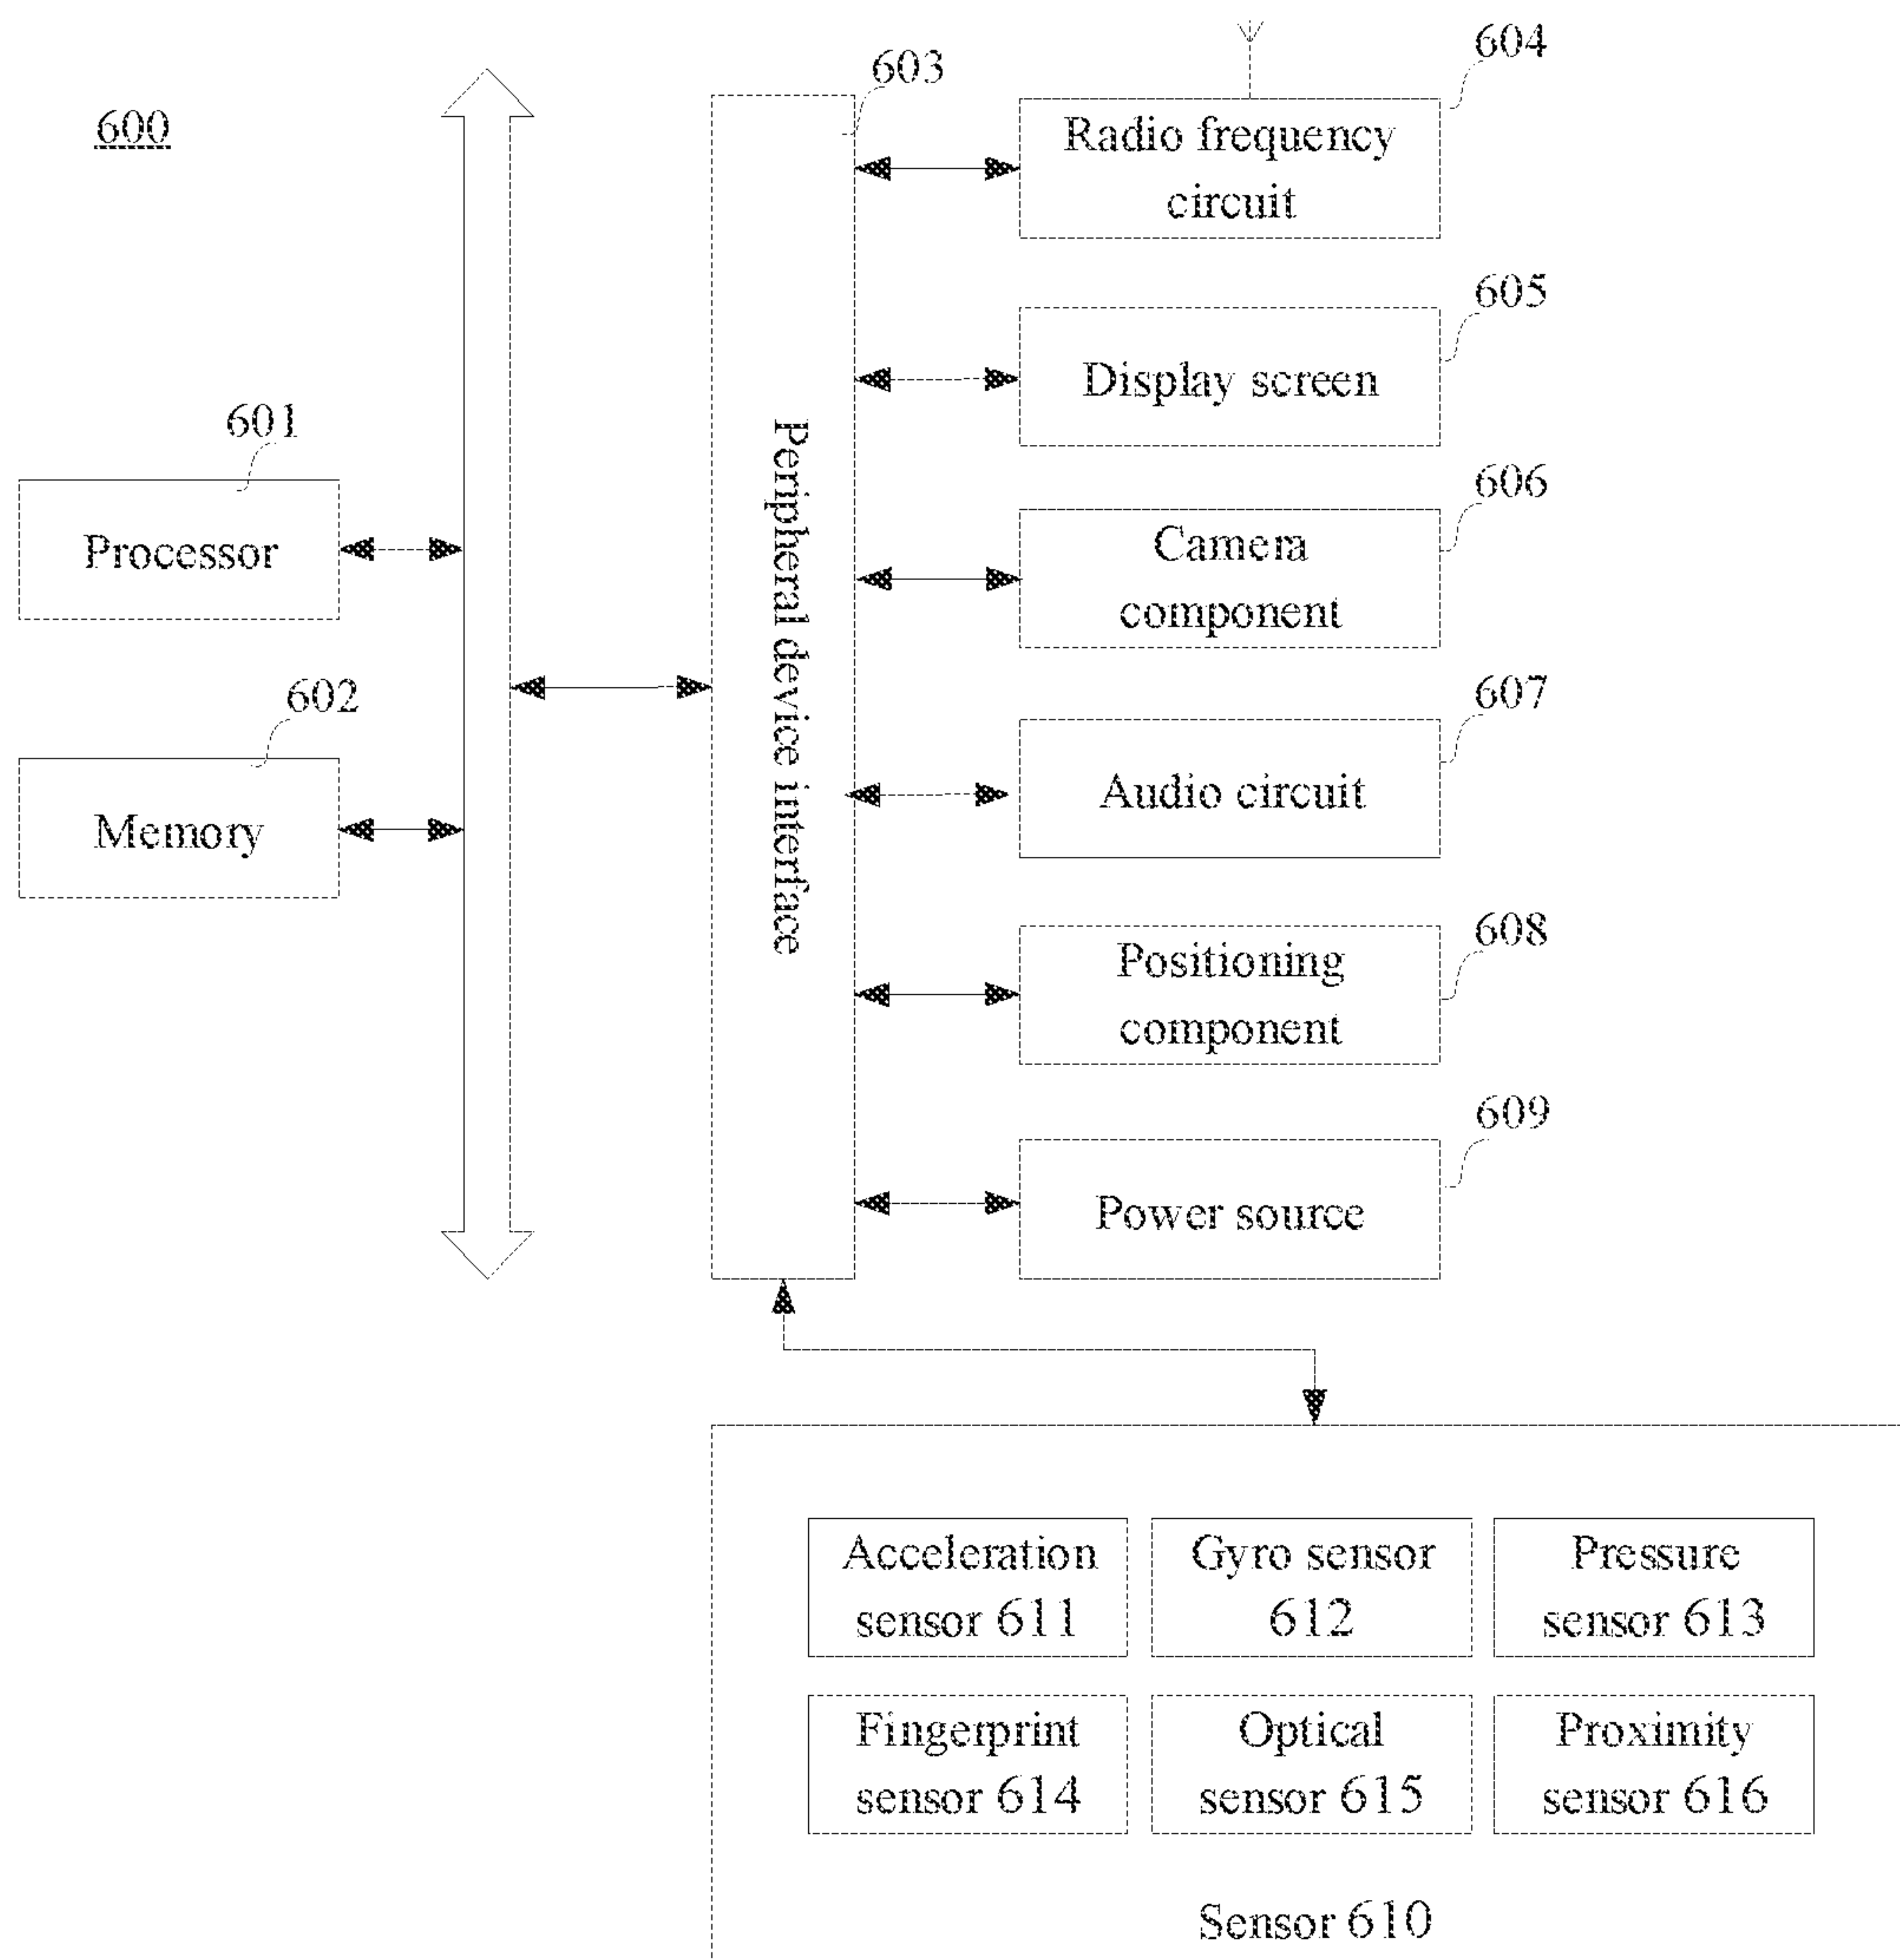 600
603
604
Radio frequency
circuit
605
Display screen
601
Processor
606
Camera
component
Peripheral device interface
602
Memory
607
Audio circuit
608
Positioning
component
609
Power source
Acceleration
sensor 611
Gyro sensor
612
Pressure
sensor 613
Fingerprint
sensor 614
Optical
sensor 615
Proximity
sensor 616
Sensor 610